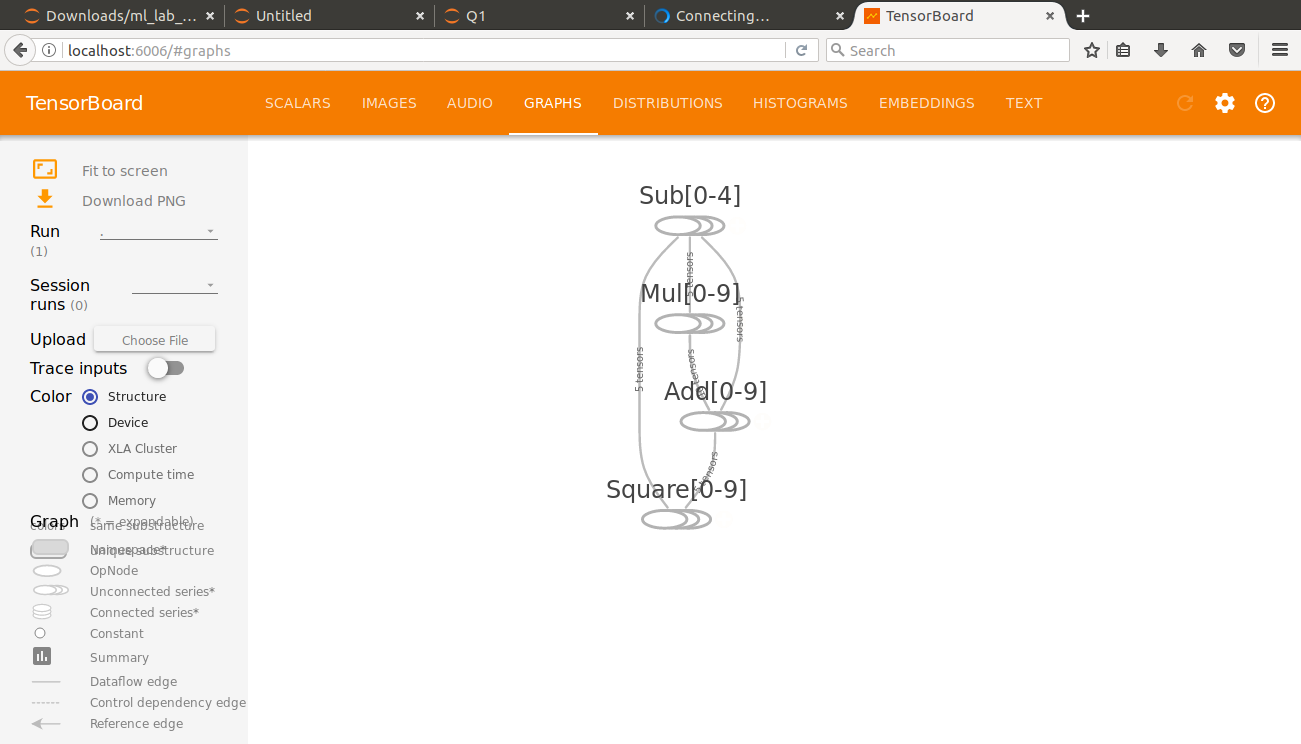 Downloads/ml_lab_...
Untitled
Q1
Connecting...
TensorBoard
localhost:6006/#graphs
Search
TensorBoard
SCALARS
IMAGES
AUDIO
GRAPHS
DISTRIBUTIONS
HISTOGRAMS
EMBEDDINGS
TEXT
Fit to screen
Download PNG
Run
.
(1)
Session
runs (0)
Upload
Choose File
Trace inputs
Color
Structure
Device
XLA Cluster
Compute time
Memory
Graph
(* = expandable)
colors
same substructure
Namespace*
unique substructure
OpNode
Unconnected series*
Connected series*
Constant
Summary
Dataflow edge
Control dependency edge
Reference edge
Sub[0-4]
5 tensors
Mul[0-9]
5 tensors
5 tensors
tensors
Add[0-9]
5 tensors
Square[0-9]